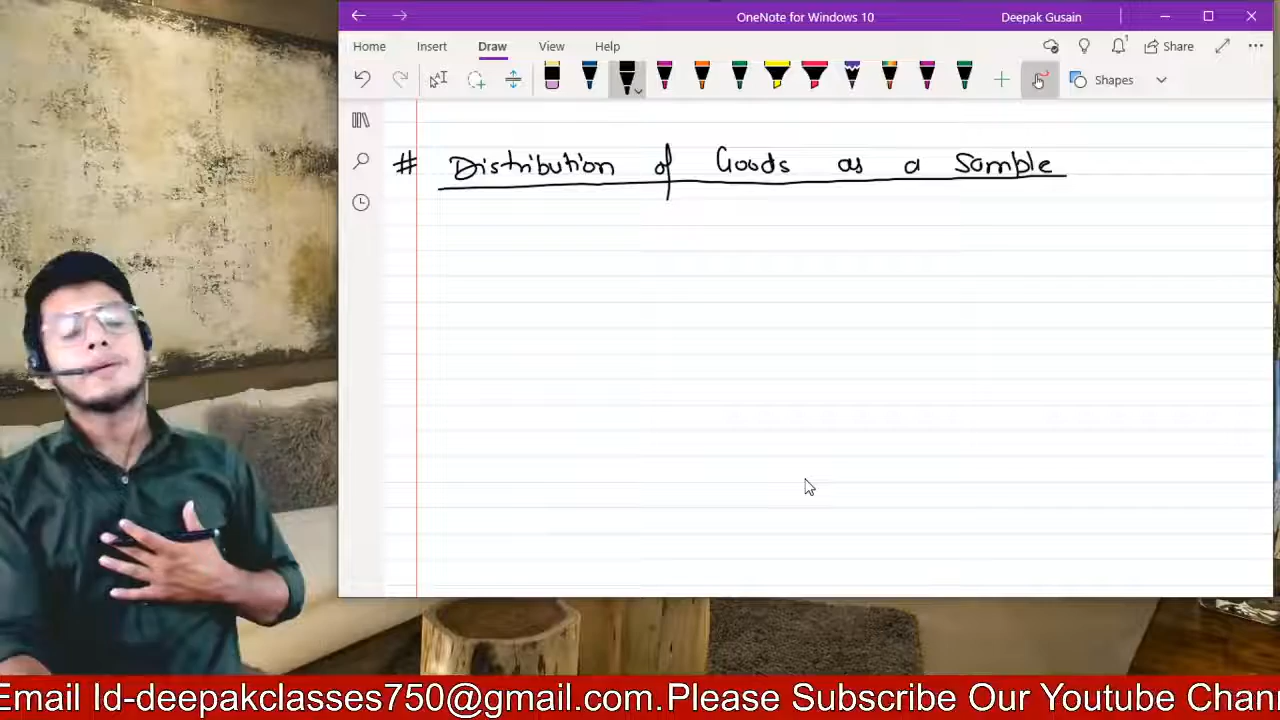 OneNote for Windows 10
Deepak Gusain
Home Insert Draw View Help
Share
Shapes
# Distribution of Goods as a Sample
Email Id-deepakclasses750@gmail.com.Please Subscribe Our Youtube Chan